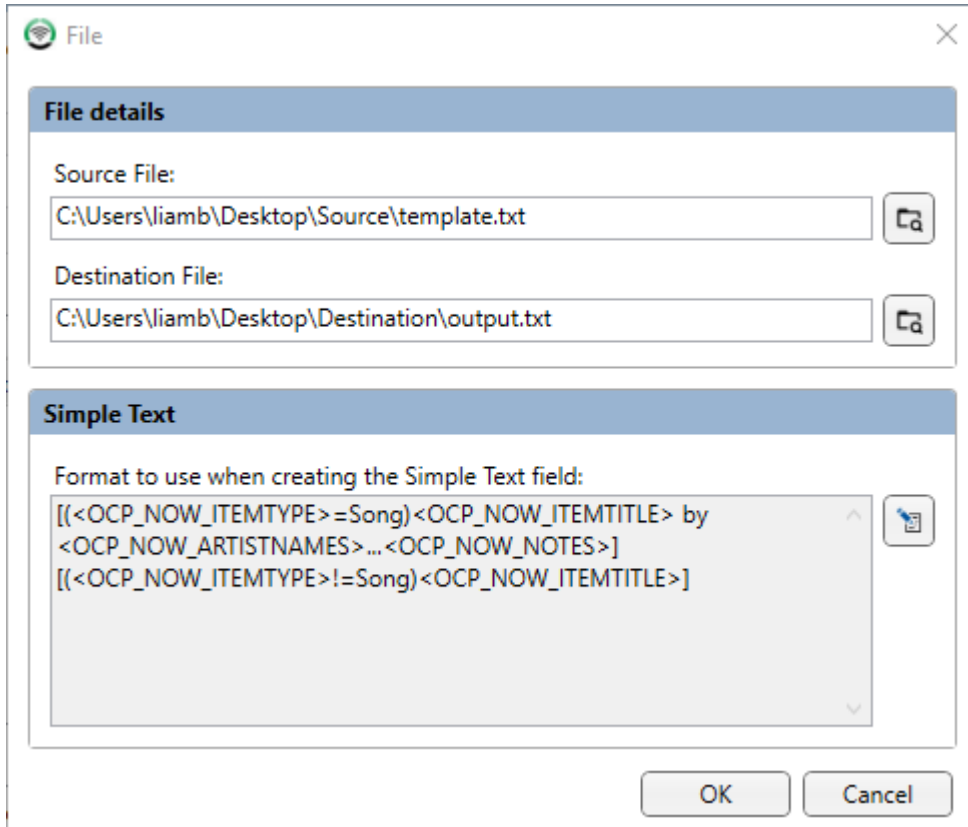 File
File details
Source File:
C:\Users\liamb\Desktop\Source\template.txt
Destination File:
C:\Users\liamb\Desktop\Destination\output.txt
Simple Text
Format to use when creating the Simple Text field:
[(<OCP_NOW_ITEMTYPE>=Song)<OCP_NOW_ITEMTITLE> by
<OCP_NOW_ARTISTNAMES>...<OCP_NOW_NOTES>]
[(<OCP_NOW_ITEMTYPE>!=Song)<OCP_NOW_ITEMTITLE>]
OK
Cancel